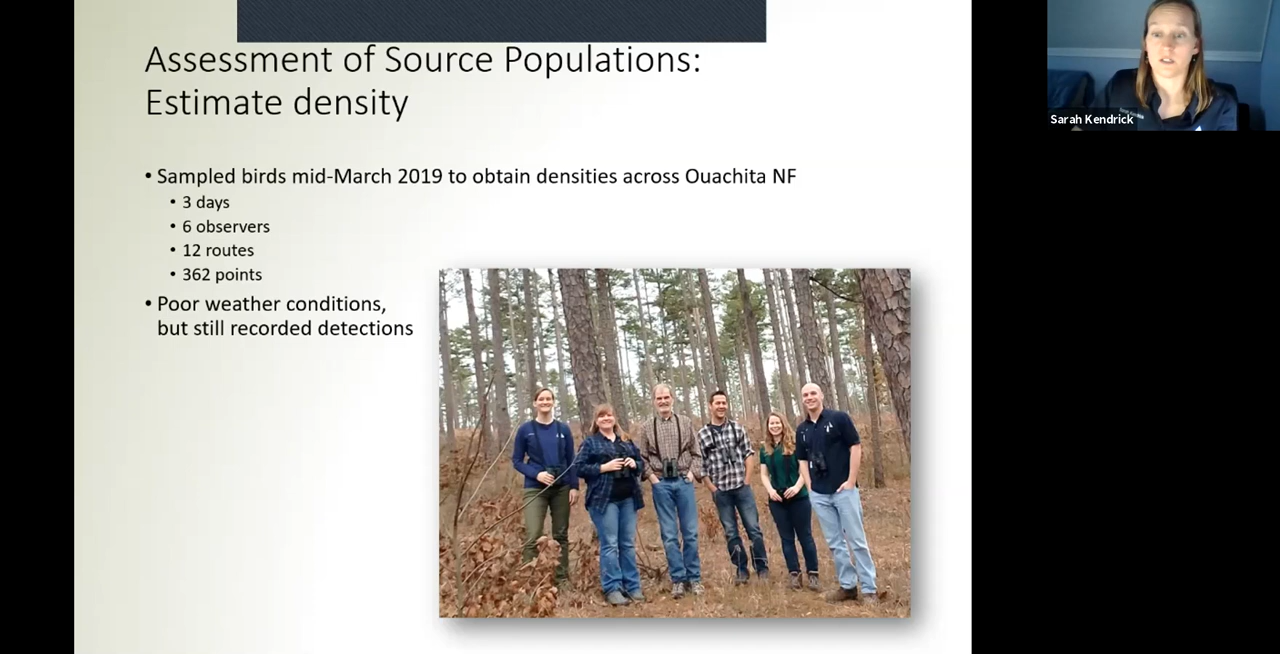 Assessment of Source Populations:
Estimate density
• Sampled birds mid-March 2019 to obtain densities across Ouachita NF
• 3 days
• 6 observers
• 12 routes
• 362 points
• Poor weather conditions,
but still recorded detections
Sarah Kendrick